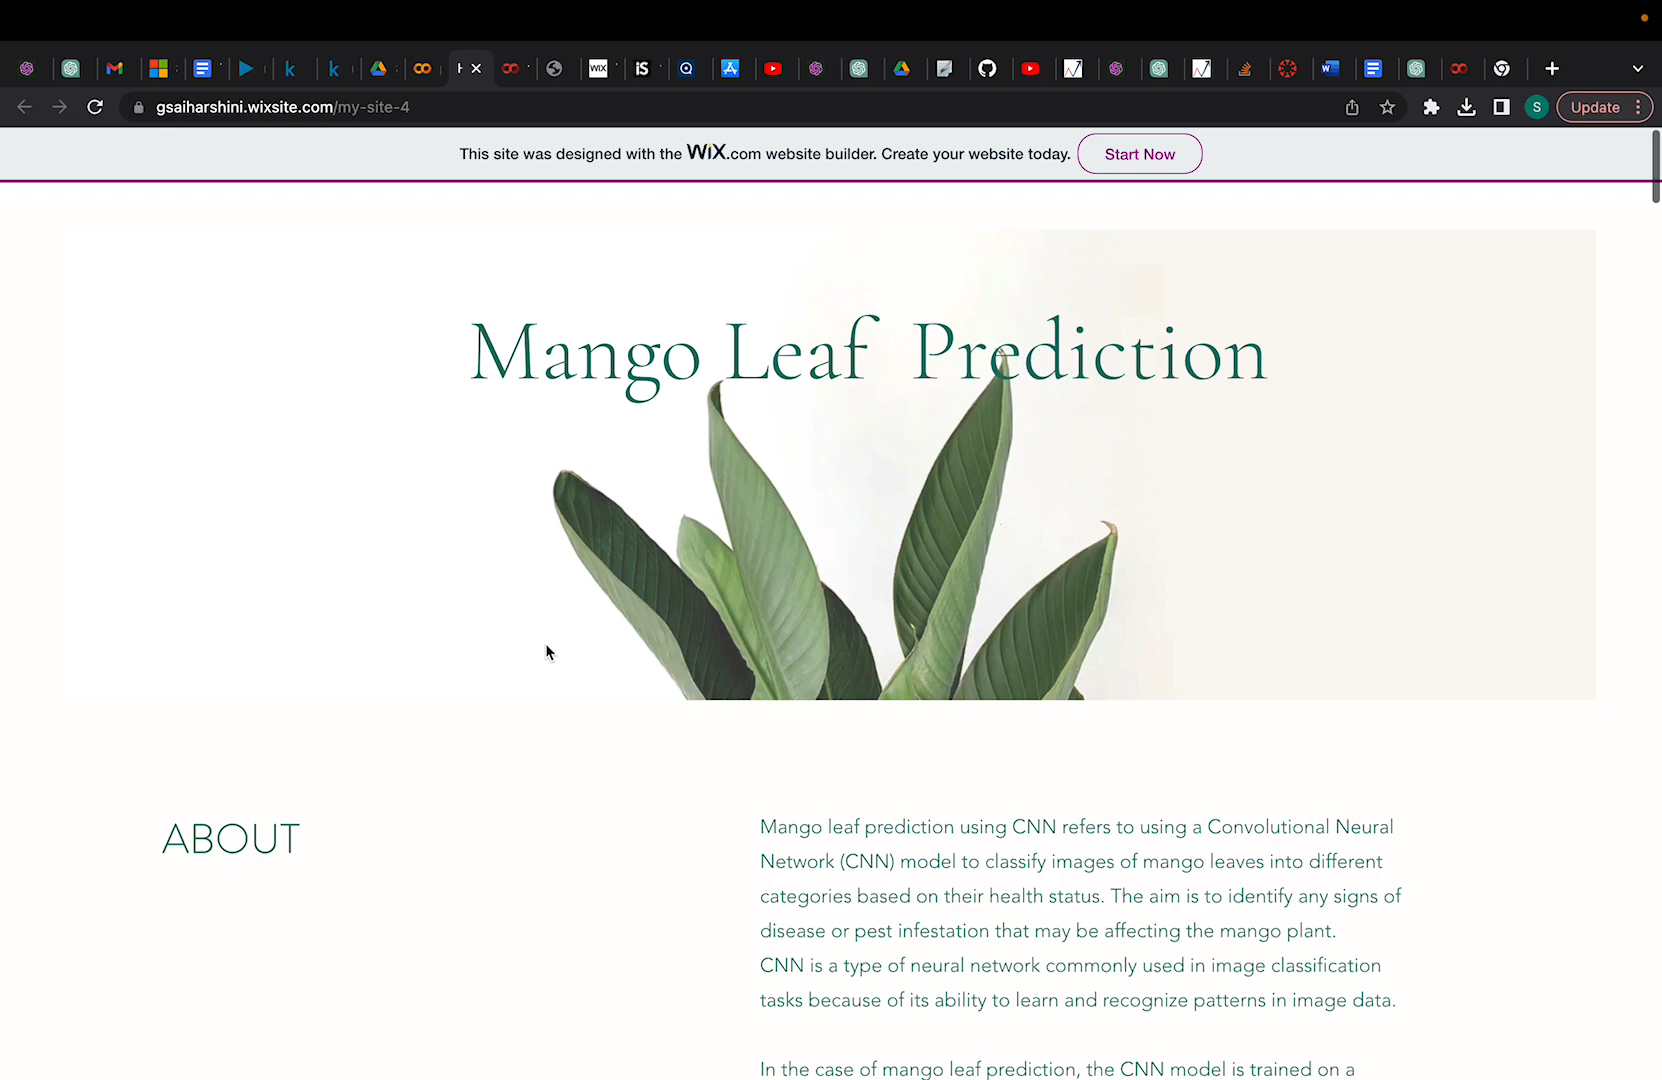 gsaiharshini.wixsite.com/my-site-4
S
Update
This site was designed with the WiX.com website builder. Create your website today.
Start Now
Mango Leaf Prediction
ABOUT
Mango leaf prediction using CNN refers to using a Convolutional Neural
Network (CNN) model to classify images of mango leaves into different
categories based on their health status. The aim is to identify any signs of
disease or pest infestation that may be affecting the mango plant.
CNN is a type of neural network commonly used in image classification
tasks because of its ability to learn and recognize patterns in image data.
In the case of mango leaf prediction, the CNN model is trained on a